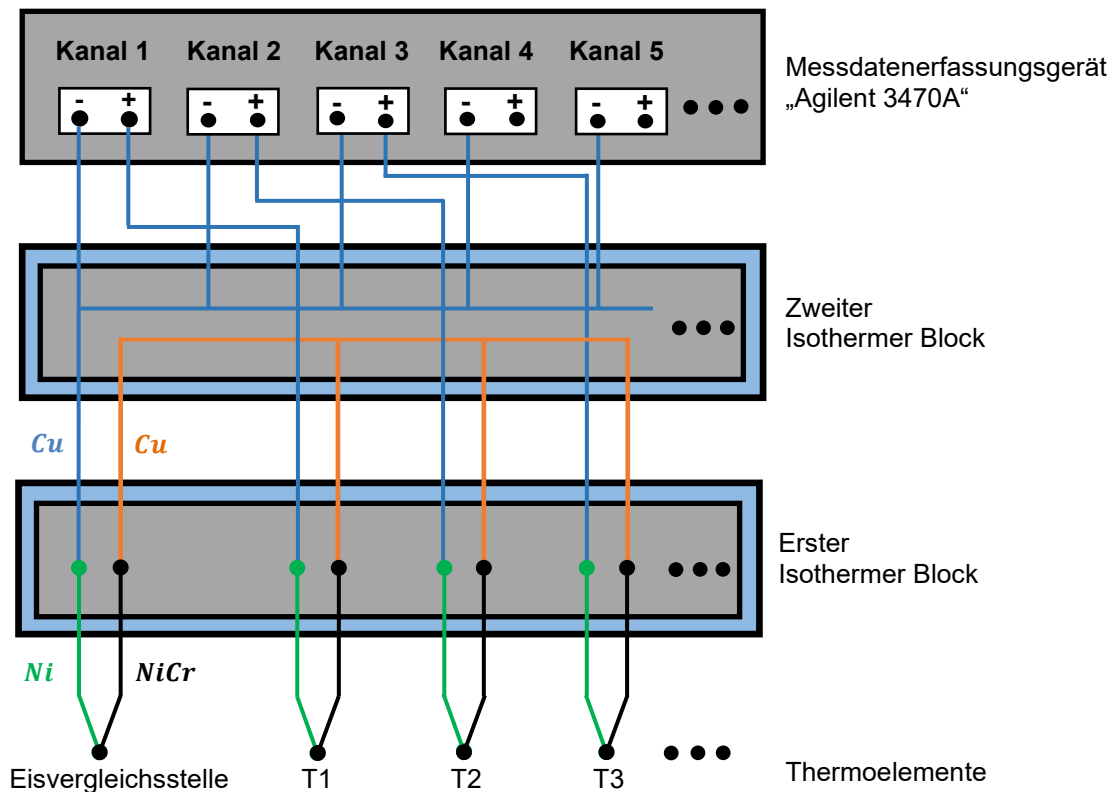 Kanal 1 Kanal 2 Kanal 3 Kanal 4 Kanal 5
- + - + - + - + - +
Messdatenerfassungsgerät
„Agilent 3470A“
Zweiter
Isothermer Block
Cu Cu
Erster
Isothermer Block
Ni NiCr
Eisvergleichsstelle T1 T2 T3 Thermoelemente